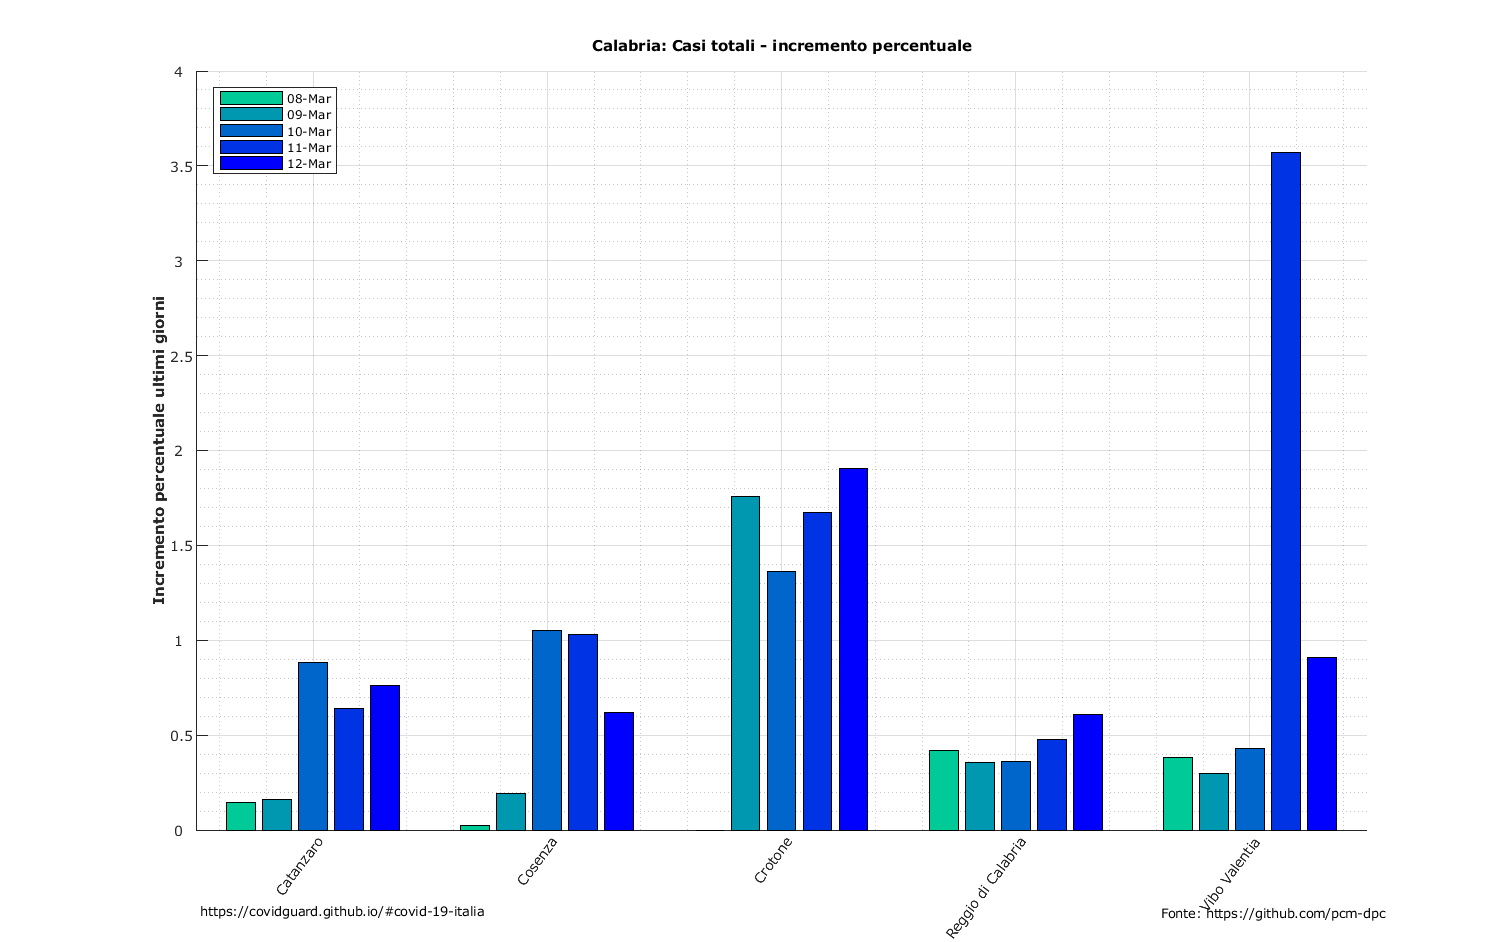 Calabria: Casi totali - incremento percentuale
4
3.5
3
2.5
2
1.5
1
0.5
0
Incremento percentuale ultimi giorni
08-Mar
09-Mar
10-Mar
11-Mar
12-Mar
Catanzaro
Cosenza
Crotone
Reggio di Calabria
Vibo Valentia
https://covidguard.github.io/#covid-19-italia
Fonte: https://github.com/pcm-dpc